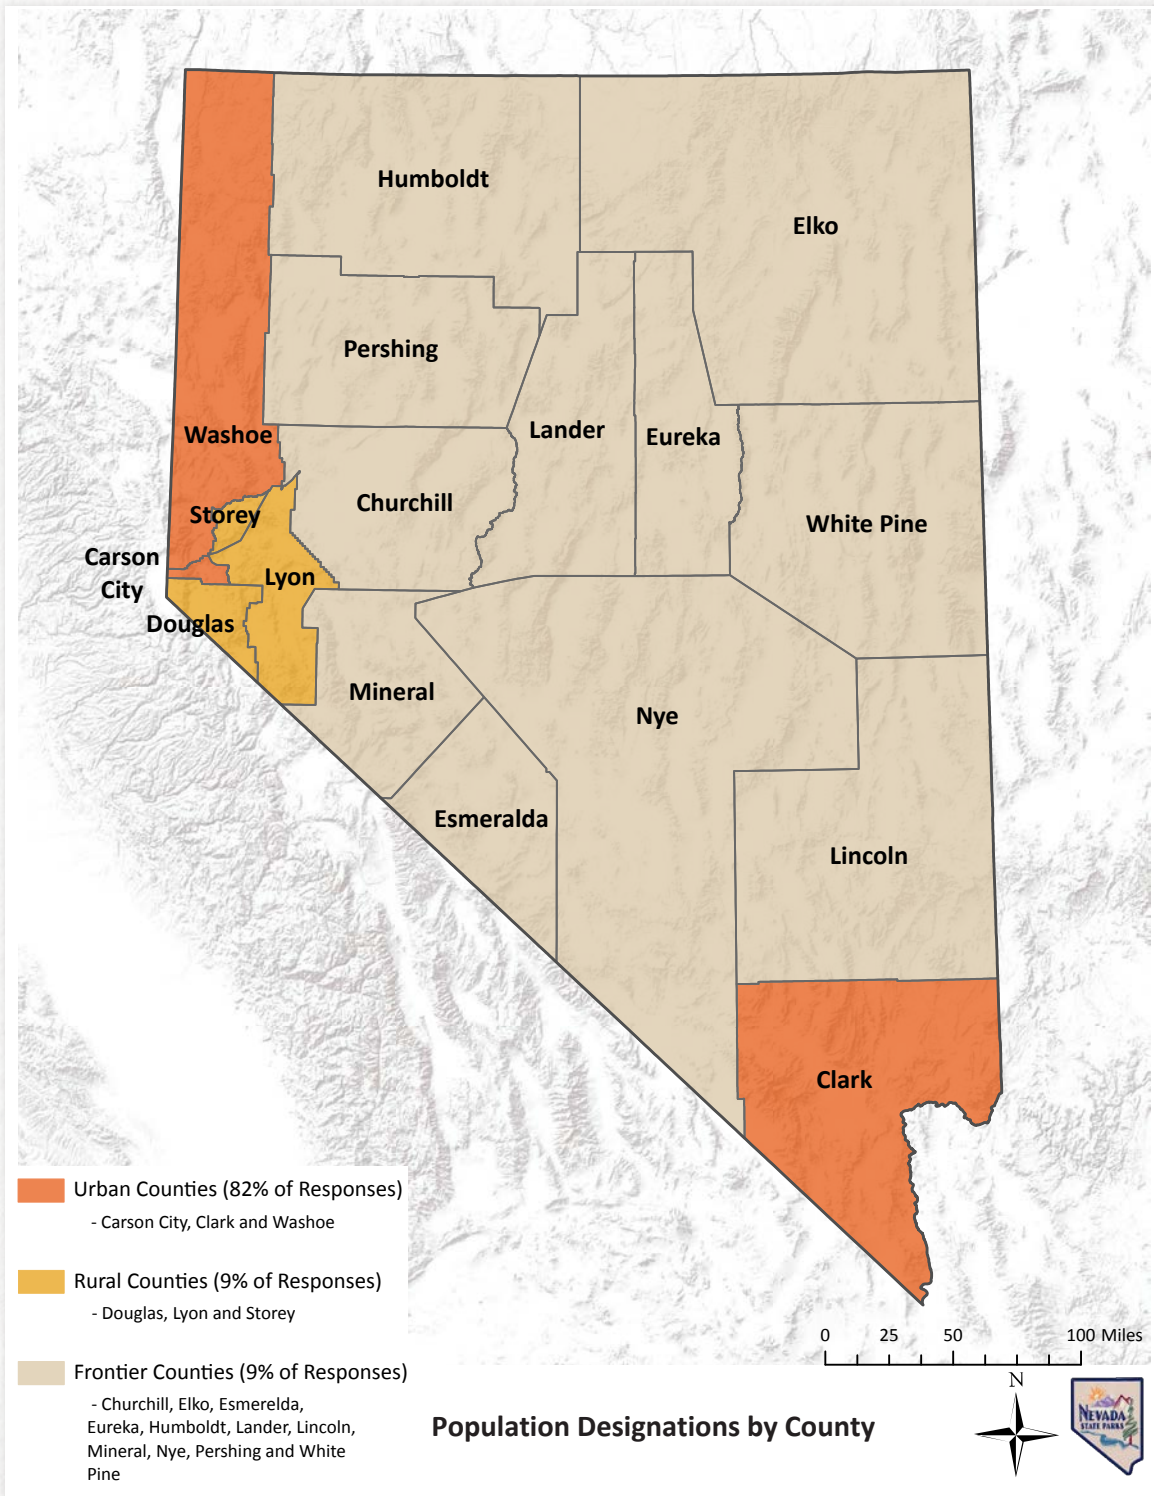 Humboldt
Elko
Pershing
Lander
Eureka
Washoe
Churchill
Storey
White Pine
Carson
City
Lyon
Douglas
Mineral
Nye
Esmeralda
Lincoln
Clark
Urban Counties (82% of Responses)
- Carson City, Clark and Washoe
Rural Counties (9% of Responses)
- Douglas, Lyon and Storey
Frontier Counties (9% of Responses)
- Churchill, Elko, Esmerelda,
Eureka, Humboldt, Lander, Lincoln,
Mineral, Nye, Pershing and White
Pine
0 25 50 100 Miles
N
Population Designations by County
NEVADA
STATE PARKS